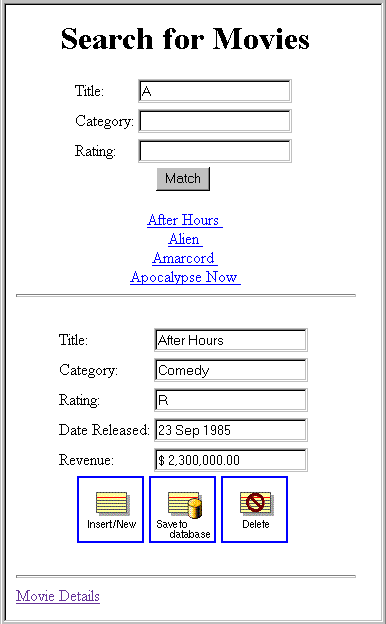 Search for Movies
Title: A
Category:
Rating:
Match
After Hours
Alien
Amarcord
Apocalypse Now
Title: After Hours
Category: Comedy
Rating: R
Date Released: 23 Sep 1985
Revenue: $ 2,300,000.00
Insert/New Save to database Delete
Movie Details